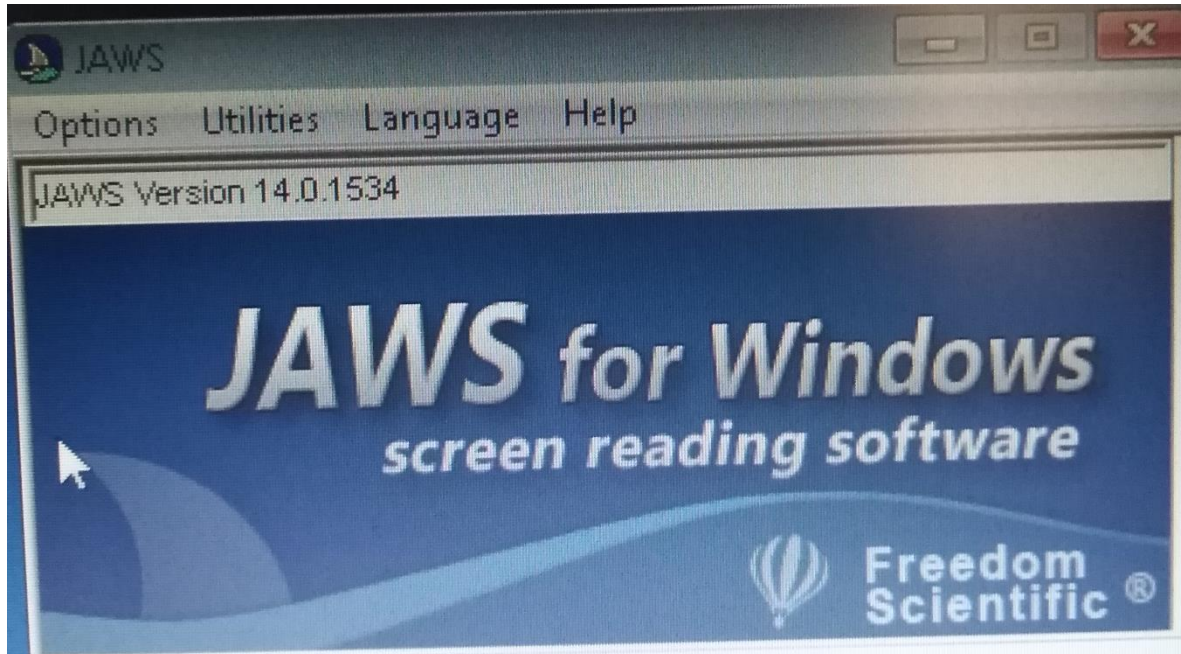 JAWS
Options Utilities Language Help
JAWS Version 14.0.1534
JAWS for Windows
screen reading software
Freedom
Scientific ®